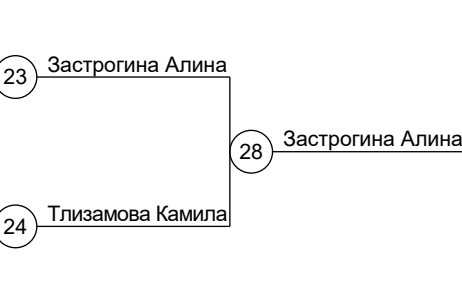 23 Застрогина Алина
28 Застрогина Алина
24 Тлизамова Камила